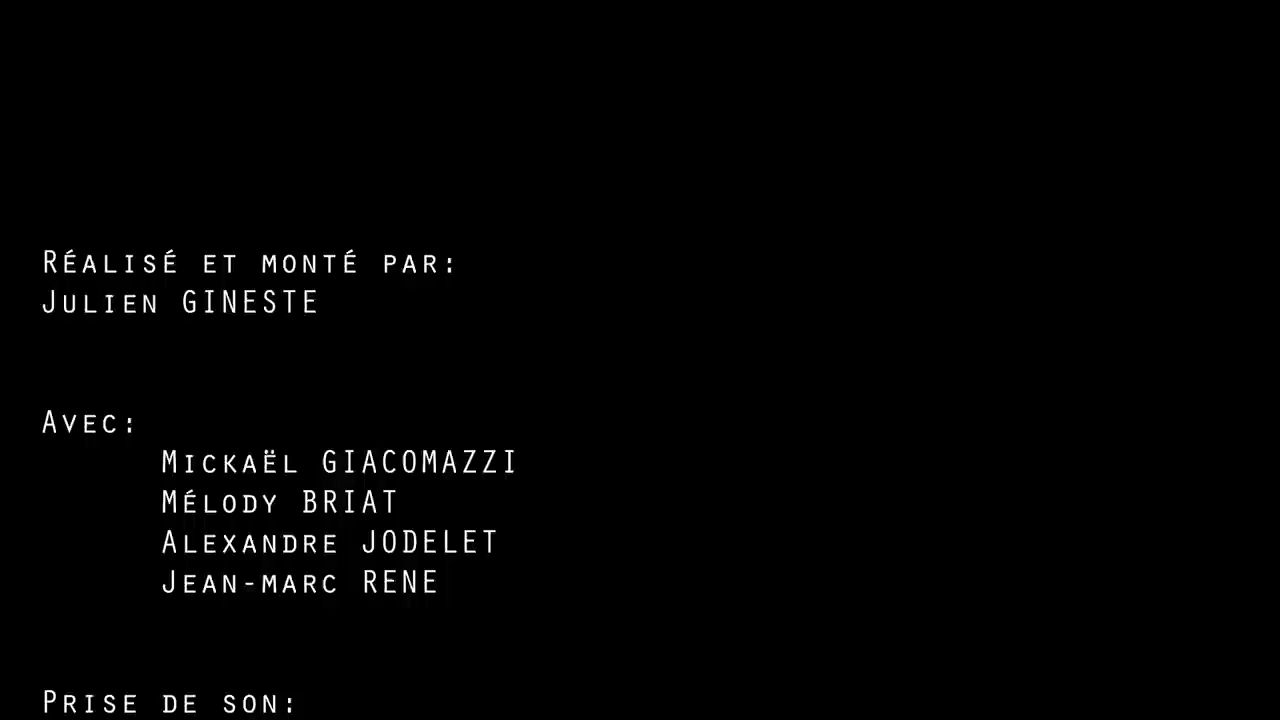 Réalisé et monté par:
Julien GINESTE
Avec:
Mickaël GIACOMAZZI
Mélody BRIAT
Alexandre JODELET
Jean-marc RENE
Prise de son: